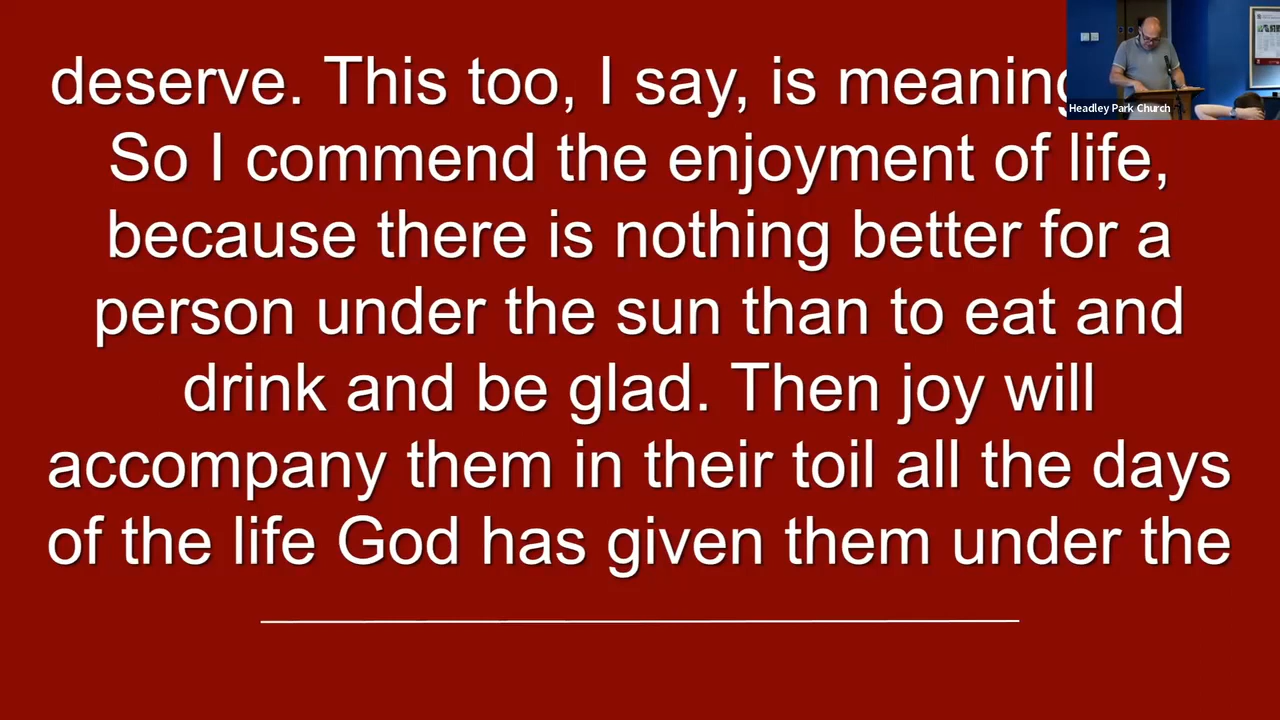 deserve. This too, I say, is
So I commend the enjoyment of life,
because there is nothing better for a
person under the sun than to eat and
drink and be glad. Then joy will
accompany them in their toil all the days
of the life God has given them under the
Headley Park Church